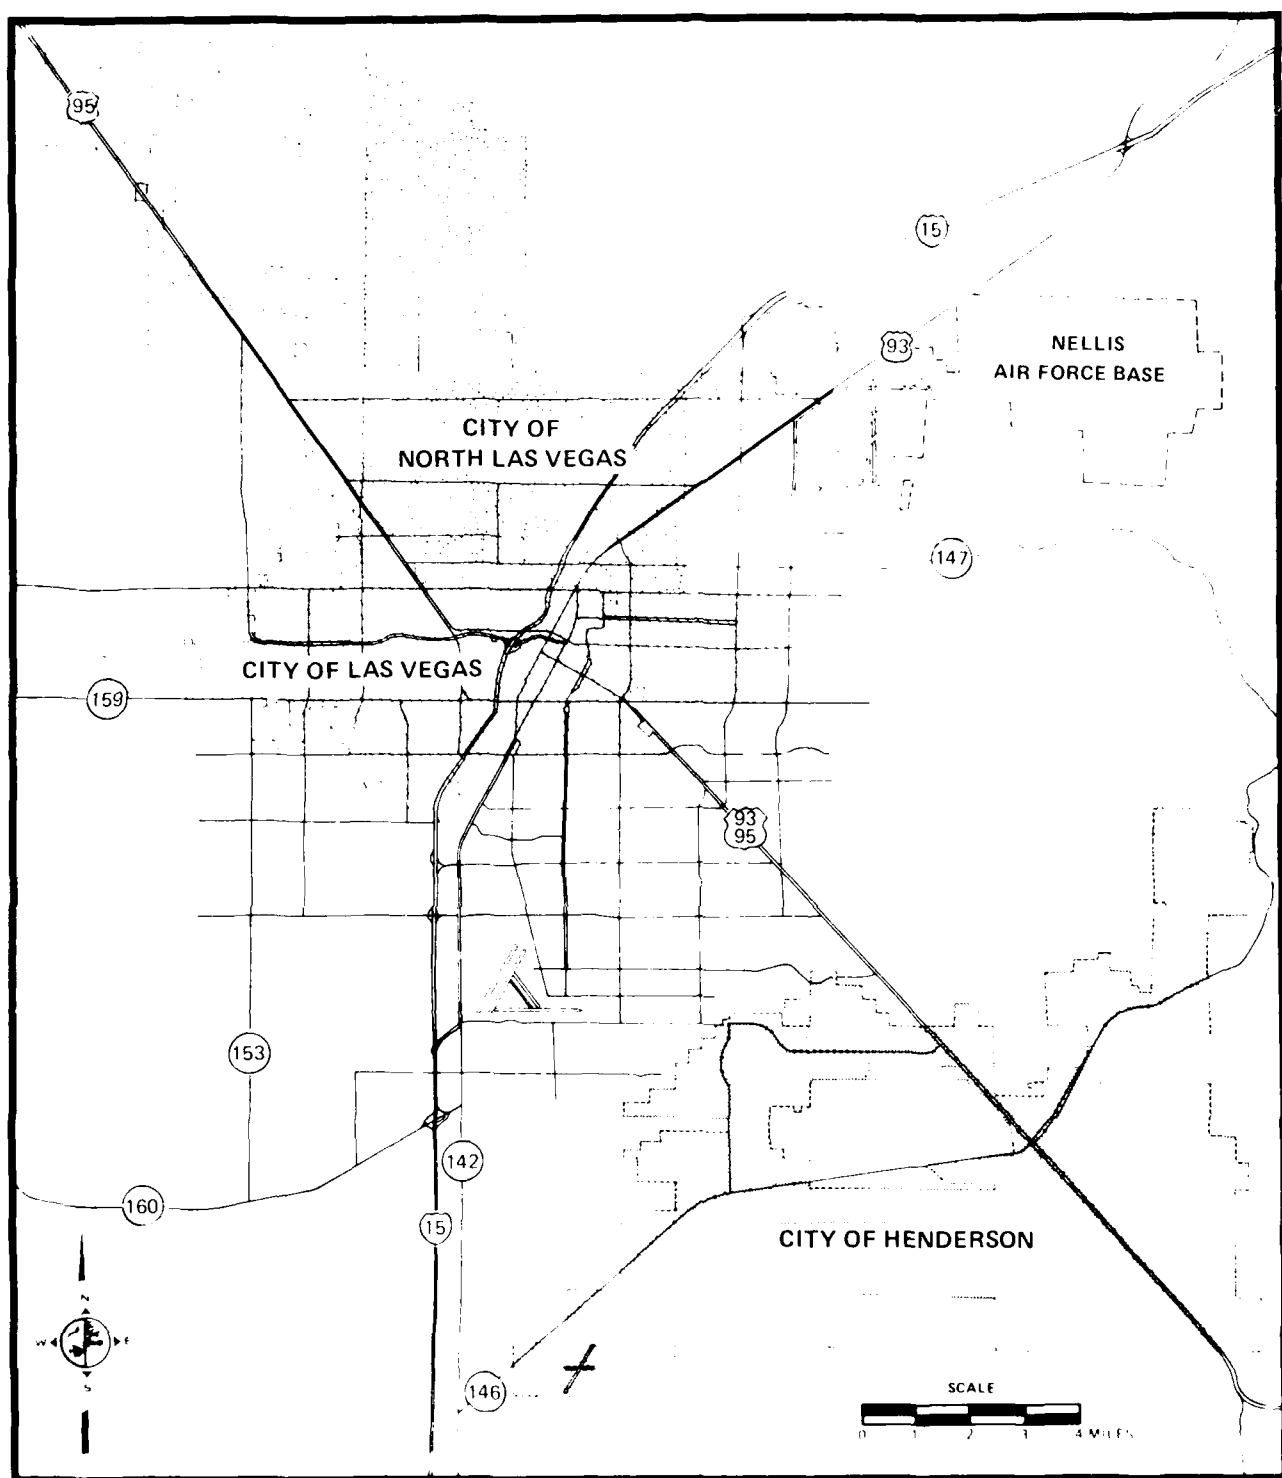 95
15
93
NELLIS
AIR FORCE BASE
CITY OF
NORTH LAS VEGAS
147
CITY OF LAS VEGAS
159
93
95
153
142
160
15
CITY OF HENDERSON
N
W
E
S
146
SCALE
0 1 2 3 4 MILES